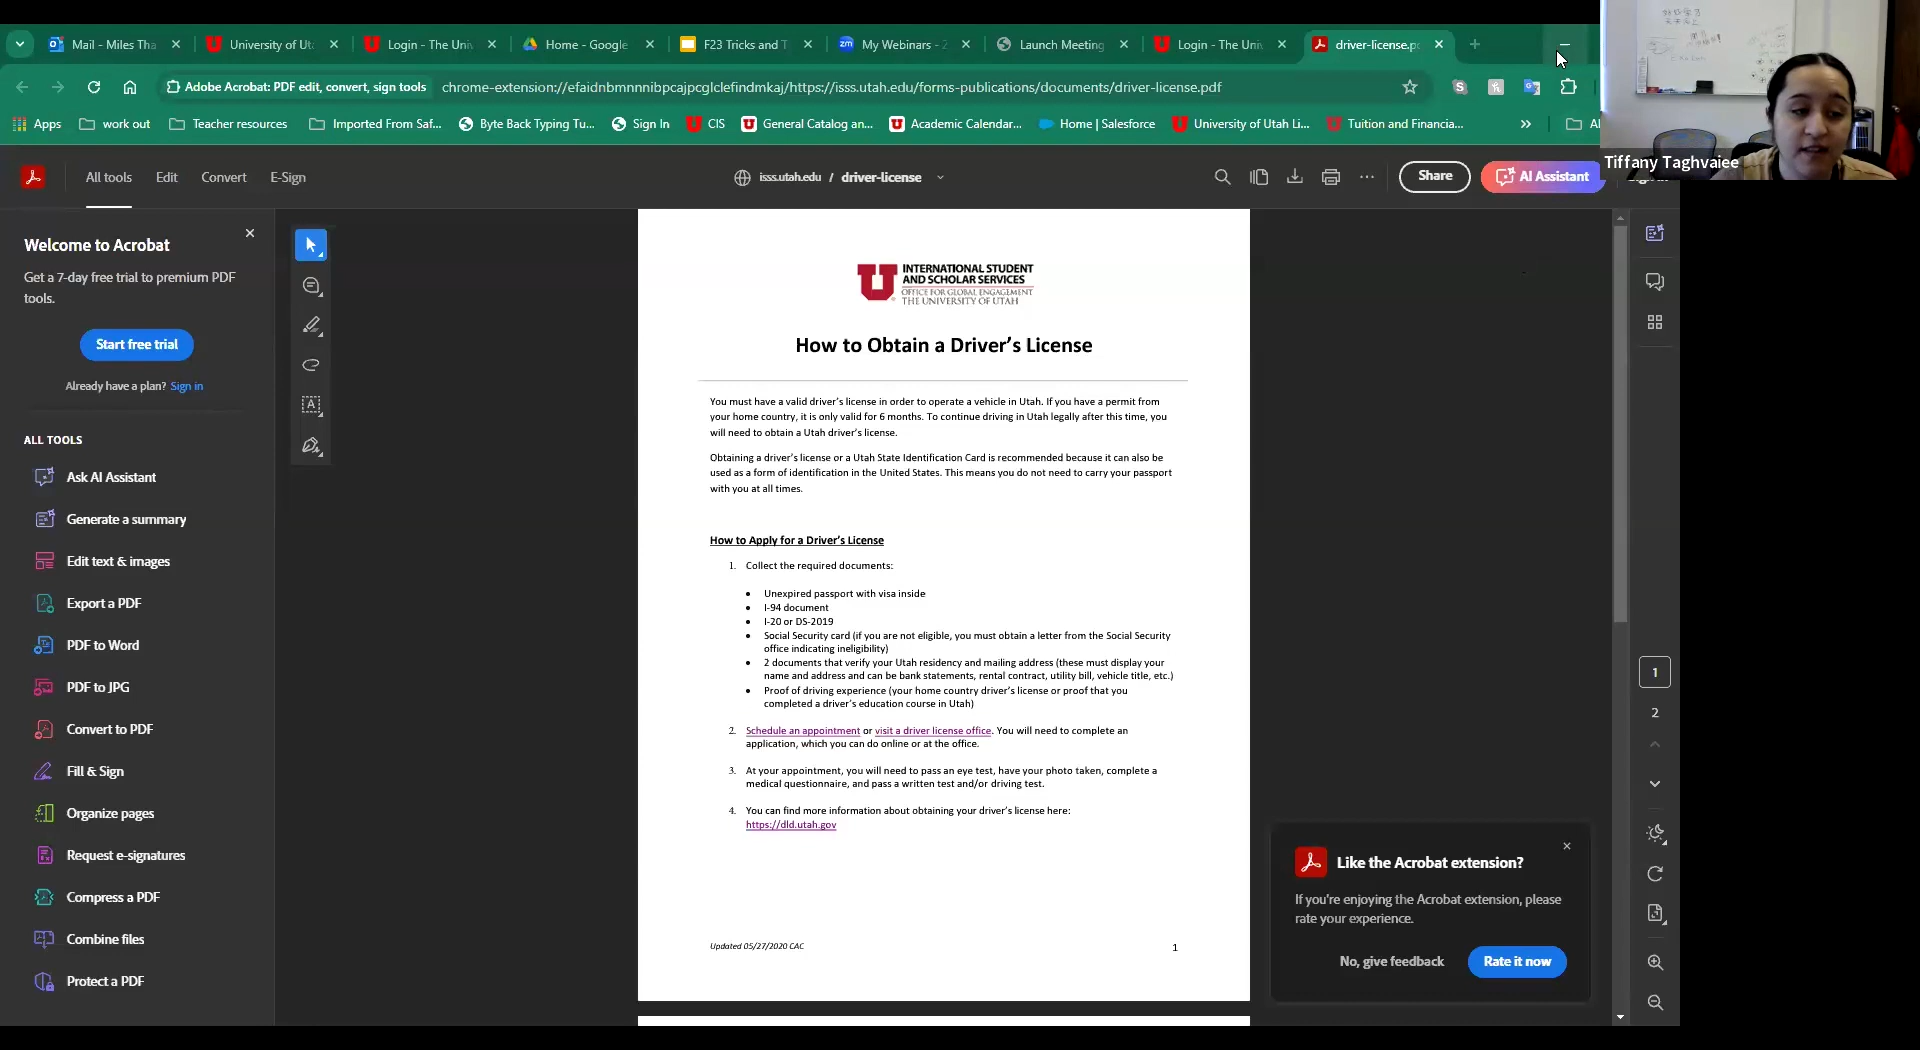 Mail - Miles Tha
University of Ut
Login - The Univ
Home - Google
F23 Tricks and T
My Webinars - Z
Launch Meeting
Login - The Univ
driver-license.pd
Adobe Acrobat: PDF edit, convert, sign tools
chrome-extension://efaidnbmnnnibpcajpcglclefindmkaj/https://isss.utah.edu/forms-publications/documents/driver-license.pdf
Apps
work out
Teacher resources
Imported From Saf...
Byte Back Typing Tu...
Sign In
CIS
General Catalog an...
Academic Calendar...
Home | Salesforce
University of Utah Li...
Tuition and Financia...
»
Tiffany Taghvaiee
All tools
Edit
Convert
E-Sign
isss.utah.edu / driver-license
Share
AI Assistant
Welcome to Acrobat
Get a 7-day free trial to premium PDF
tools.
Start free trial
Already have a plan? Sign in
ALL TOOLS
Ask AI Assistant
Generate a summary
Edit text & images
Export a PDF
PDF to Word
PDF to JPG
Convert to PDF
Fill & Sign
Organize pages
Request e-signatures
Compress a PDF
Combine files
Protect a PDF
INTERNATIONAL STUDENT
AND SCHOLAR SERVICES
OFFICE FOR GLOBAL ENGAGEMENT
THE UNIVERSITY OF UTAH
How to Obtain a Driver's License
You must have a valid driver's license in order to operate a vehicle in Utah. If you have a permit from
your home country, it is only valid for 6 months. To continue driving in Utah legally after this time, you
will need to obtain a Utah driver's license.
Obtaining a driver's license or a Utah State Identification Card is recommended because it can also be
used as a form of identification in the United States. This means you do not need to carry your passport
with you at all times.
How to Apply for a Driver's License
1. Collect the required documents:
• Unexpired passport with visa inside
• I-94 document
• I-20 or DS-2019
• Social Security card (if you are not eligible, you must obtain a letter from the Social Security
office indicating ineligibility)
• 2 documents that verify your Utah residency and mailing address (these must display your
name and address and can be bank statements, rental contract, utility bill, vehicle title, etc.)
• Proof of driving experience (your home country driver's license or proof that you
completed a driver's education course in Utah)
2. Schedule an appointment or visit a driver license office. You will need to complete an
application, which you can do online or at the office.
3. At your appointment, you will need to pass an eye test, have your photo taken, complete a
medical questionnaire, and pass a written test and/or driving test.
4. You can find more information about obtaining your driver's license here:
https://dld.utah.gov
Updated 05/27/2020 CAC
1
1
2
Like the Acrobat extension?
If you're enjoying the Acrobat extension, please
rate your experience.
No, give feedback
Rate it now